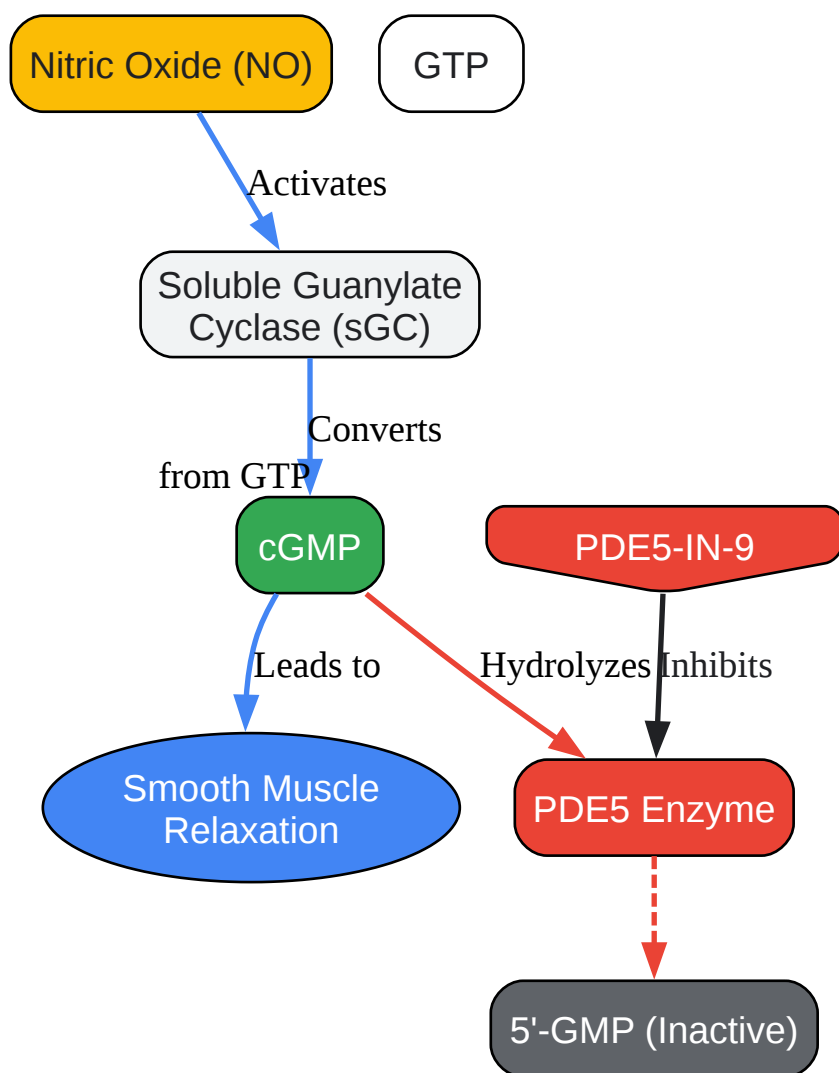 Nitric Oxide (NO)
GTP
Activates
Soluble Guanylate
Cyclase (sGC)
Converts
from GTP
cGMP
PDE5-IN-9
Leads to
Hydrolyzes
Inhibits
Smooth Muscle
Relaxation
PDE5 Enzyme
5'-GMP (Inactive)